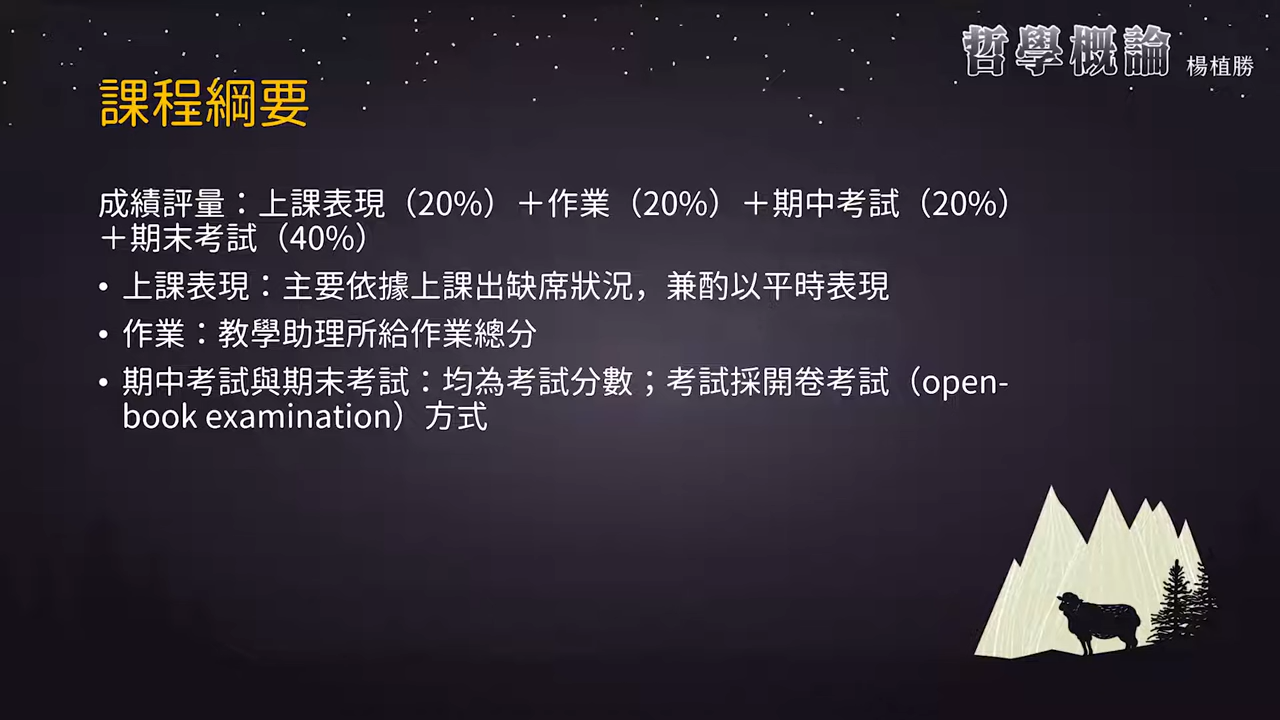 哲學概論 楊植勝
課程綱要
成績評量：上課表現（20%）＋作業（20%）＋期中考試（20%）
＋期末考試（40%）
• 上課表現：主要依據上課出缺席狀況，兼酌以平時表現
• 作業：教學助理所給作業總分
• 期中考試與期末考試：均為考試分數；考試採開卷考試（open-
book examination）方式